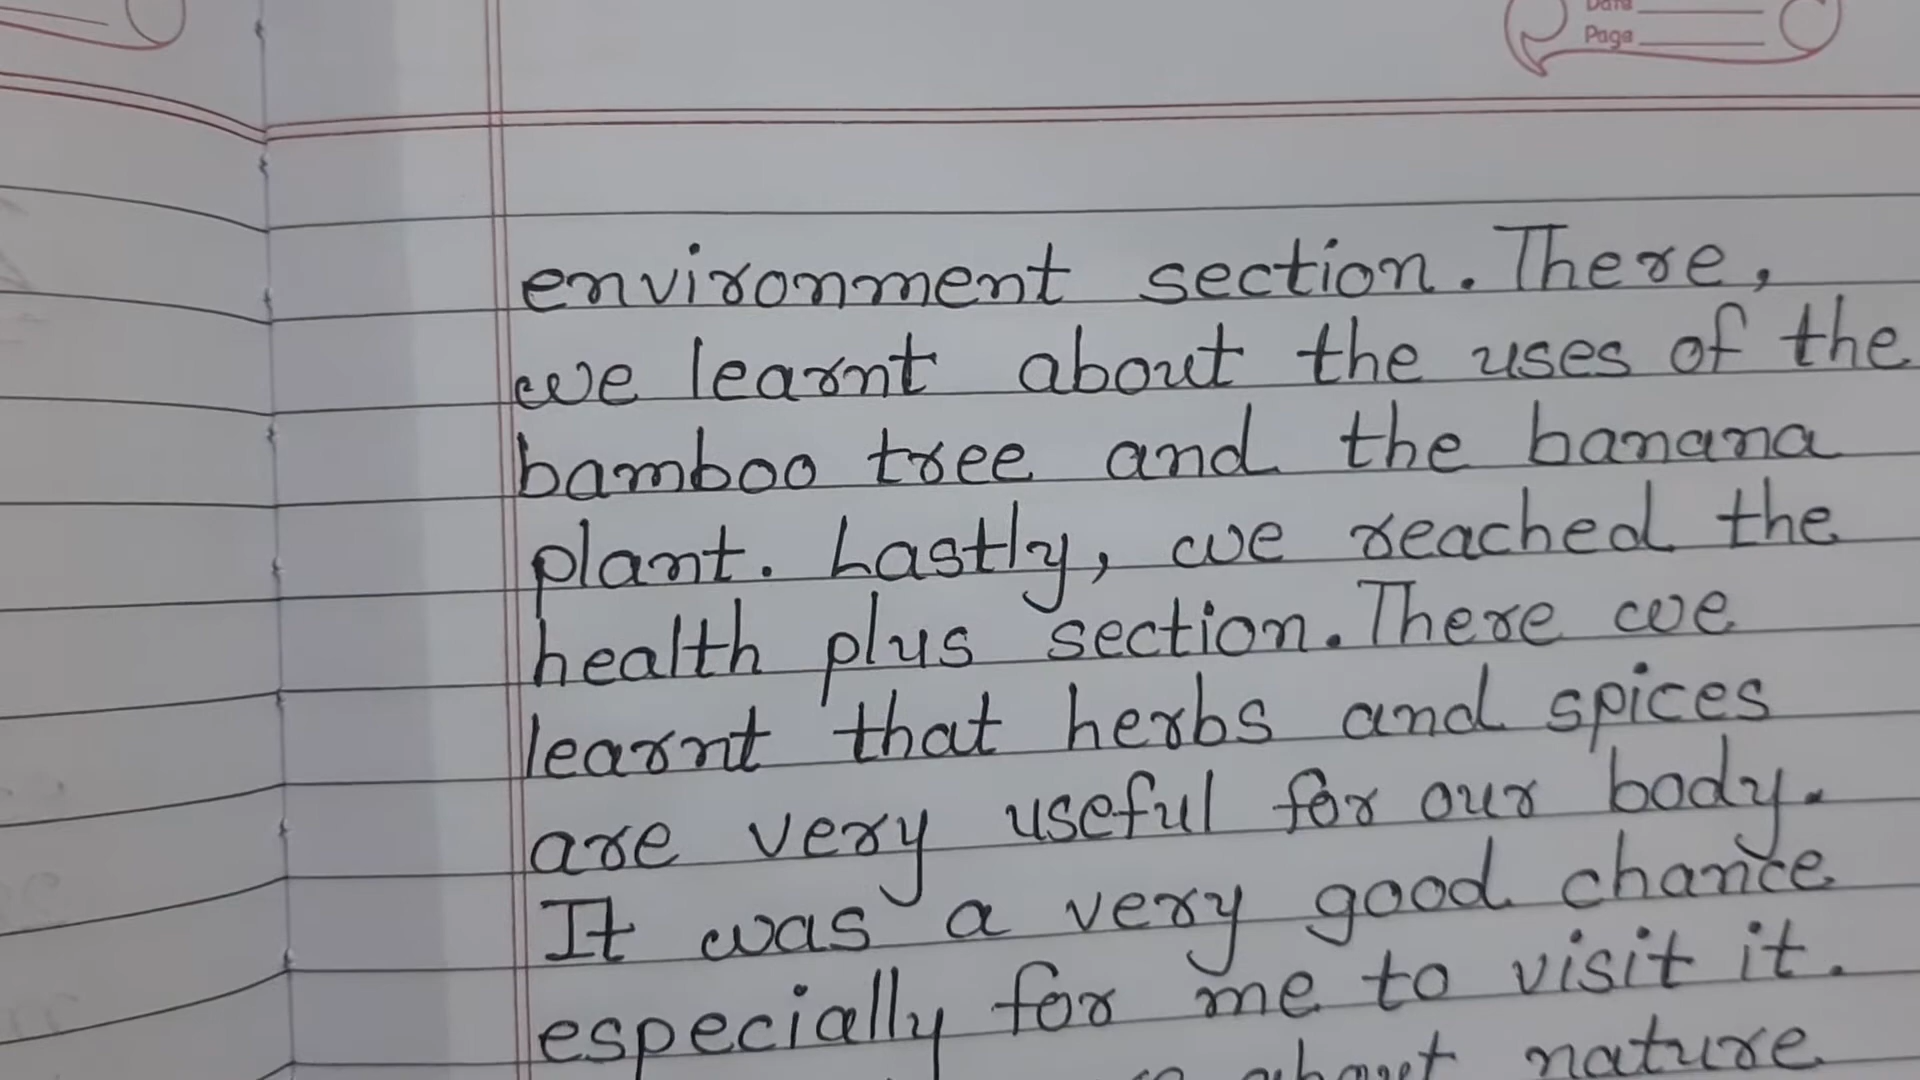 Date
Page
environment section. There,
we learnt about the uses of the
bamboo tree and the banana
plant. Lastly, we reached the
health plus section. There we
learnt that herbs and spices
are very useful for our body.
It was a very good chance
especially for me to visit it.
about nature